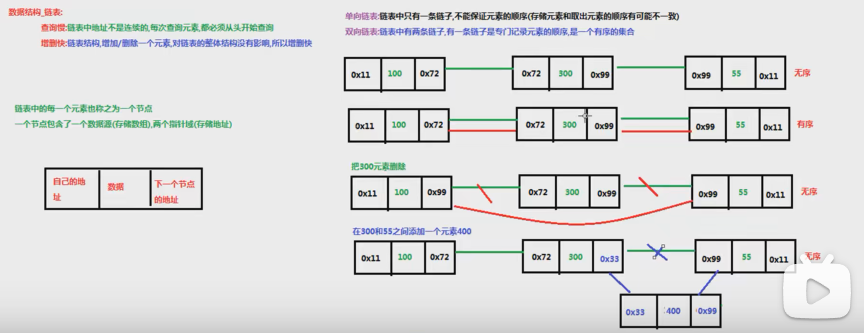 数据结构_链表:
查询慢:链表中地址不是连续的,每次查询元素,都必须从头开始查询
增删快:链表结构,增加/删除一个元素,对链表的整体结构没有影响,所以增删快
链表中的每一个元素也称之为一个节点
一个节点包含了一个数据源(存储数组),两个指针域(存储地址)
自己的地
址
数据
下一个节点
的地址
单向链表:链表中只有一条链子,不能保证元素的顺序(存储元素和取出元素的顺序有可能不一致)
双向链表:链表中有两条链子,有一条链子是专门记录元素的顺序,是一个有序的集合
0x11 100 0x72 0x72 300 0x99 0x99 55 0x11 无序
0x11 100 0x72 0x72 300 0x99 0x99 55 0x11 有序
把300元素删除
0x11 100 0x99 0x72 300 0x99 0x99 55 0x11 无序
在300和55之间添加一个元素400
0x11 100 0x72 0x72 300 0x33 0x99 55 0x11 无序
0x33 400 0x99